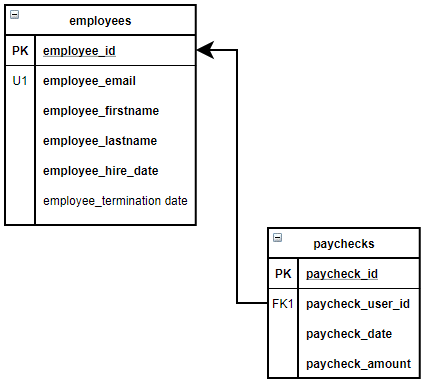 employees
PK employee_id
U1 employee_email
employee_firstname
employee_lastname
employee_hire_date
employee_termination date
paychecks
PK paycheck_id
FK1 paycheck_user_id
paycheck_date
paycheck_amount